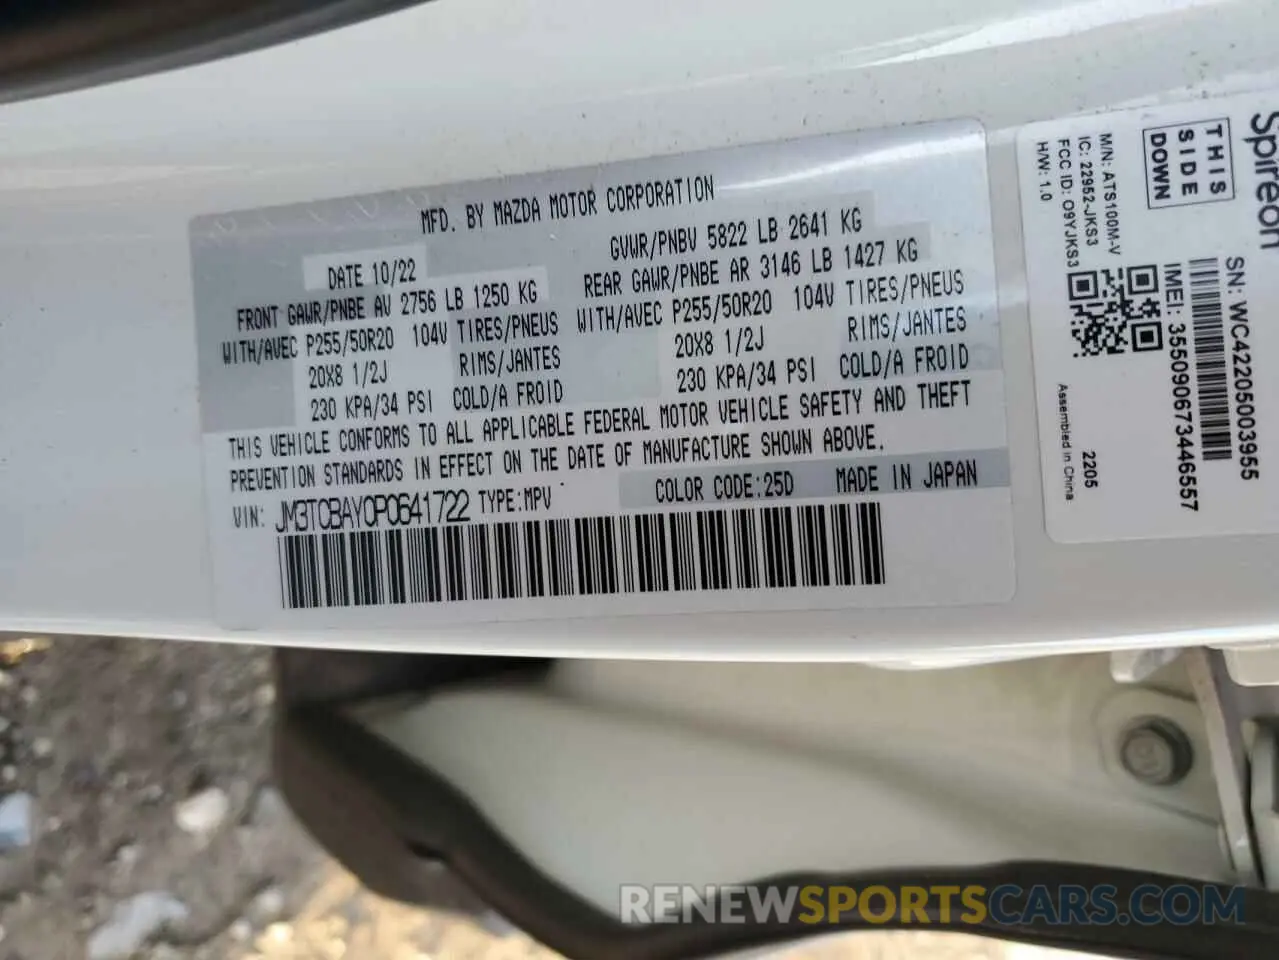 MFD. BY MAZDA MOTOR CORPORATION
DATE 10/22
GVWR/PNBV 5822 LB 2641 KG
FRONT GAWR/PNBE AV 2756 LB 1250 KG
REAR GAWR/PNBE AR 3146 LB 1427 KG
WITH/AVEC P255/50R20 104V TIRES/PNEUS
WITH/AVEC P255/50R20 104V TIRES/PNEUS
20X8 1/2J RIMS/JANTES
20X8 1/2J RIMS/JANTES
230 KPA/34 PSI COLD/A FROID
230 KPA/34 PSI COLD/A FROID
THIS VEHICLE CONFORMS TO ALL APPLICABLE FEDERAL MOTOR VEHICLE SAFETY AND THEFT
PREVENTION STANDARDS IN EFFECT ON THE DATE OF MANUFACTURE SHOWN ABOVE.
VIN: JM3TCBAY0P0641722 TYPE:MPV
COLOR CODE:25D MADE IN JAPAN
Spireon
THIS
SIDE
DOWN
M/N: ATS100M-V
IC: 22952-JKS3
FCC ID: O9YJKS3
H/W: 1.0
SN: WC42205003955
IMEI: 355090673446557
2205
Assembled in China
RENEWSPORTSCARS.COM